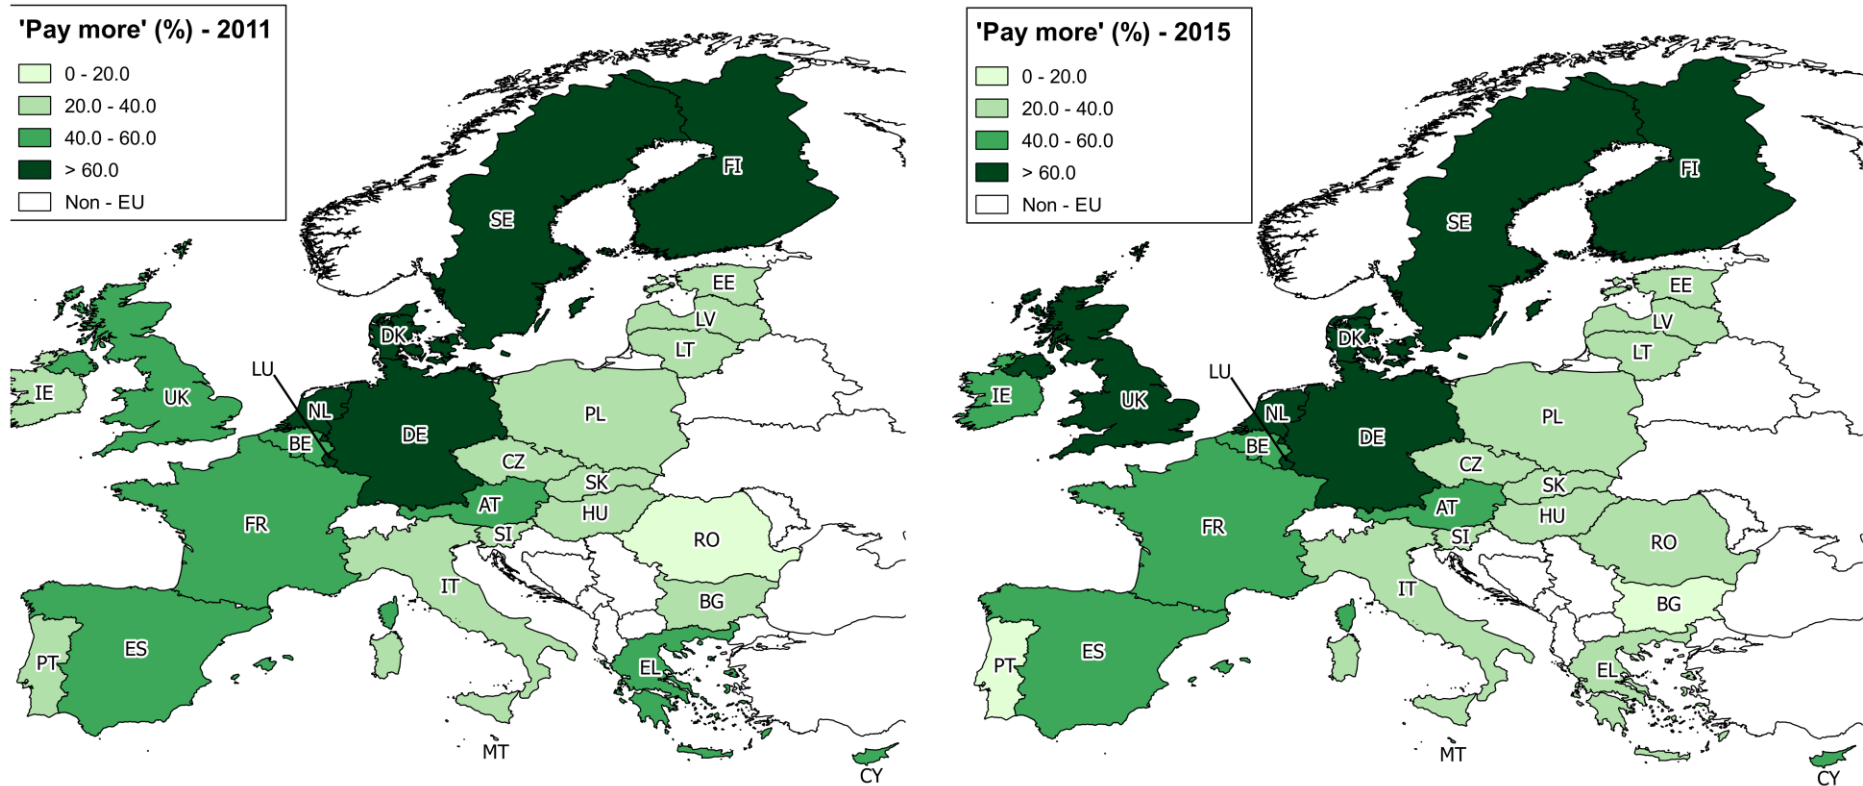 'Pay more' (%) - 2011
0 - 20.0
20.0 - 40.0
40.0 - 60.0
> 60.0
Non - EU
FI
SE
EE
LV
DK
LT
LU
IE
UK
NL
PL
BE
DE
CZ
SK
AT
HU
FR
SI
RO
IT
BG
ES
PT
EL
MT
CY
'Pay more' (%) - 2015
0 - 20.0
20.0 - 40.0
40.0 - 60.0
> 60.0
Non - EU
FI
SE
EE
LV
DK
LT
LU
IE
UK
NL
PL
BE
DE
CZ
SK
AT
HU
FR
SI
RO
IT
BG
ES
PT
EL
MT
CY